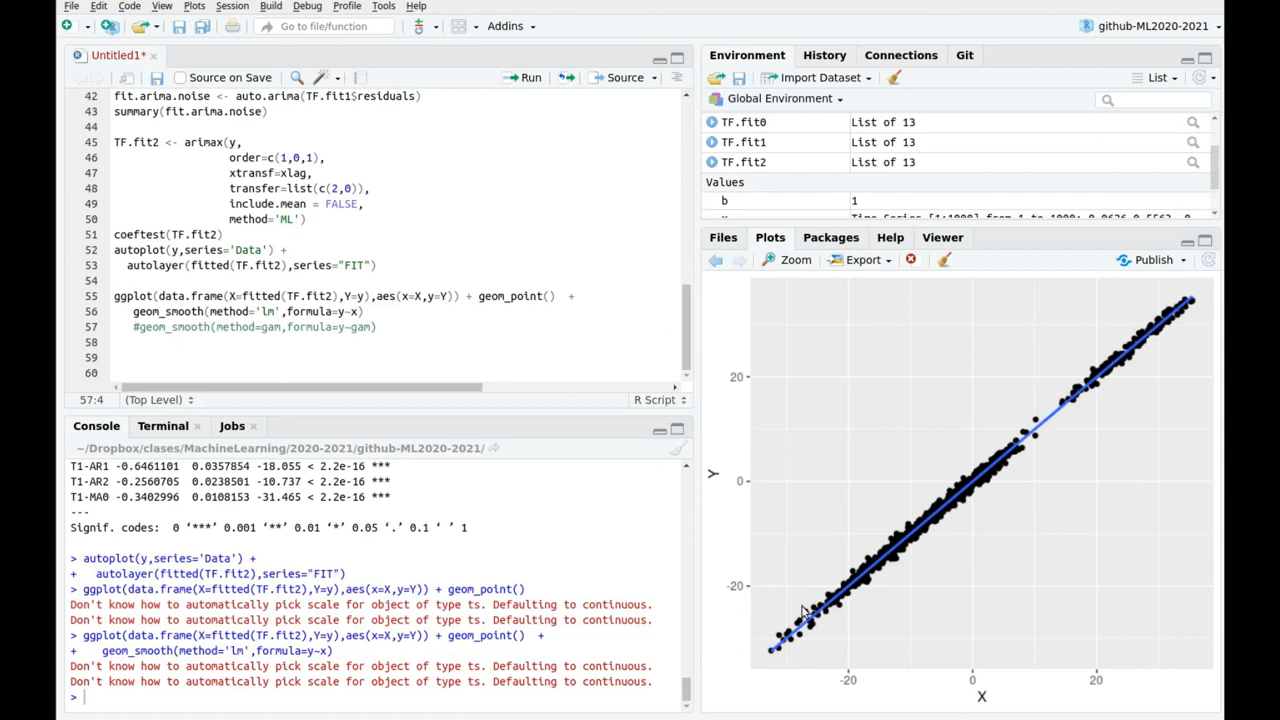 File Edit Code View Plots Session Build Debug Profile Tools Help
Go to file/function
Addins
github-ML2020-2021
Untitled1*
Source on Save
Run
Source
42 fit.arima.noise <- auto.arima(TF.fit1$residuals)
43 summary(fit.arima.noise)
44
45 TF.fit2 <- arimax(y,
46 order=c(1,0,1),
47 xtransf=xlag,
48 transfer=list(c(2,0)),
49 include.mean = FALSE,
50 method='ML')
51 coeftest(TF.fit2)
52 autoplot(y,series='Data') +
53 autolayer(fitted(TF.fit2),series="FIT")
54
55 ggplot(data.frame(X=fitted(TF.fit2),Y=y),aes(x=X,y=Y)) + geom_point() +
56 geom_smooth(method='lm',formula=y~x)
57 #geom_smooth(method=gam,formula=y~gam)
58
59
60
57:4 (Top Level) R Script
Console Terminal Jobs
~/Dropbox/clases/MachineLearning/2020-2021/github-ML2020-2021/
T1-AR1 -0.6461101 0.0357854 -18.055 < 2.2e-16 ***
T1-AR2 -0.2560705 0.0238501 -10.737 < 2.2e-16 ***
T1-MA0 -0.3402996 0.0108153 -31.465 < 2.2e-16 ***
---
Signif. codes: 0 ‘***’ 0.001 ‘**’ 0.01 ‘*’ 0.05 ‘.’ 0.1 ‘ ’ 1
> autoplot(y,series='Data') +
+ autolayer(fitted(TF.fit2),series="FIT")
> ggplot(data.frame(X=fitted(TF.fit2),Y=y),aes(x=X,y=Y)) + geom_point()
Don't know how to automatically pick scale for object of type ts. Defaulting to continuous.
Don't know how to automatically pick scale for object of type ts. Defaulting to continuous.
> ggplot(data.frame(X=fitted(TF.fit2),Y=y),aes(x=X,y=Y)) + geom_point() +
+ geom_smooth(method='lm',formula=y~x)
Don't know how to automatically pick scale for object of type ts. Defaulting to continuous.
Don't know how to automatically pick scale for object of type ts. Defaulting to continuous.
>
Environment History Connections Git
Import Dataset
List
Global Environment
TF.fit0 List of 13
TF.fit1 List of 13
TF.fit2 List of 13
Values
b 1
Files Plots Packages Help Viewer
Zoom Export Publish
20
0
-20
Y
-20 0 20
X